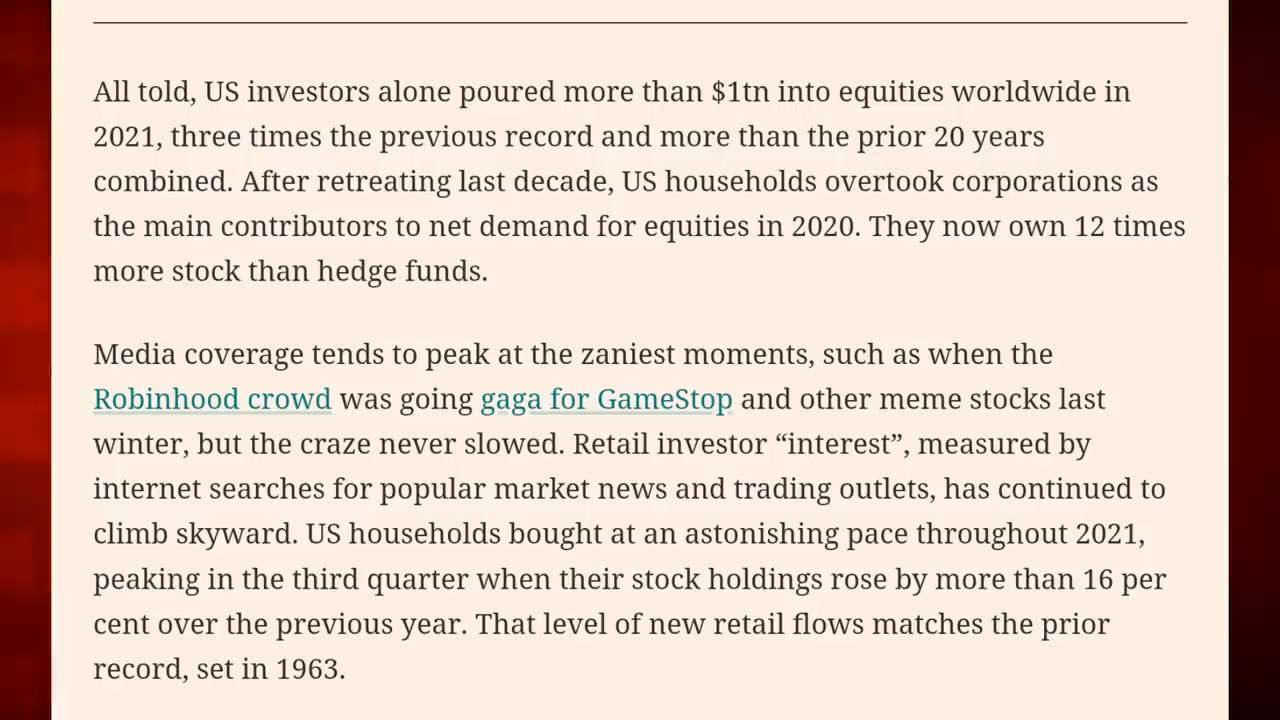 All told, US investors alone poured more than $1tn into equities worldwide in
2021, three times the previous record and more than the prior 20 years
combined. After retreating last decade, US households overtook corporations as
the main contributors to net demand for equities in 2020. They now own 12 times
more stock than hedge funds.
Media coverage tends to peak at the zaniest moments, such as when the
Robinhood crowd was going gaga for GameStop and other meme stocks last
winter, but the craze never slowed. Retail investor “interest”, measured by
internet searches for popular market news and trading outlets, has continued to
climb skyward. US households bought at an astonishing pace throughout 2021,
peaking in the third quarter when their stock holdings rose by more than 16 per
cent over the previous year. That level of new retail flows matches the prior
record, set in 1963.